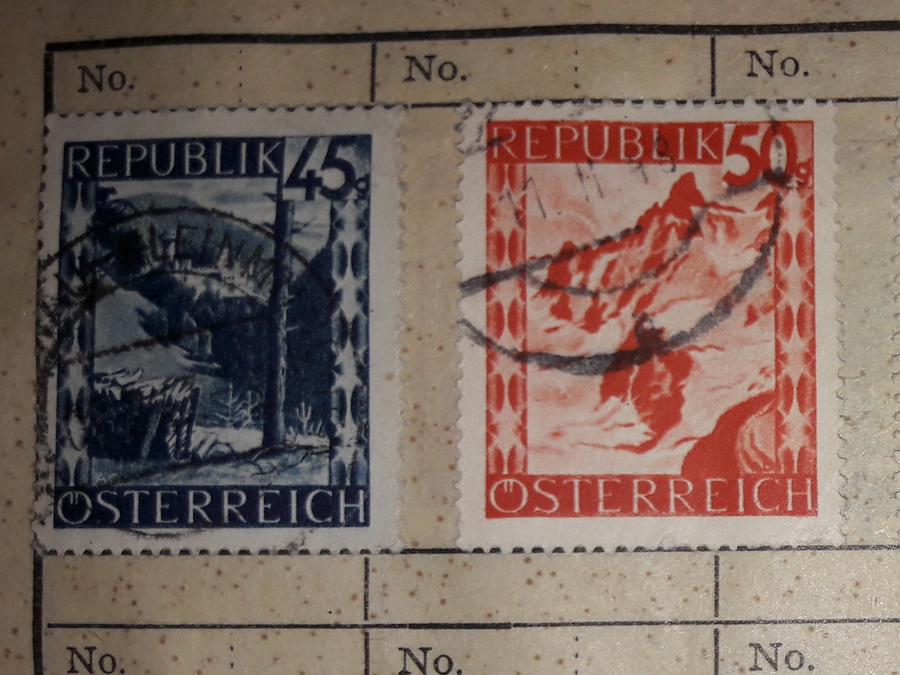 No. No. No.
REPUBLIK 45g
ÖSTERREICH
REPUBLIK 50g
ÖSTERREICH
No. No. No.